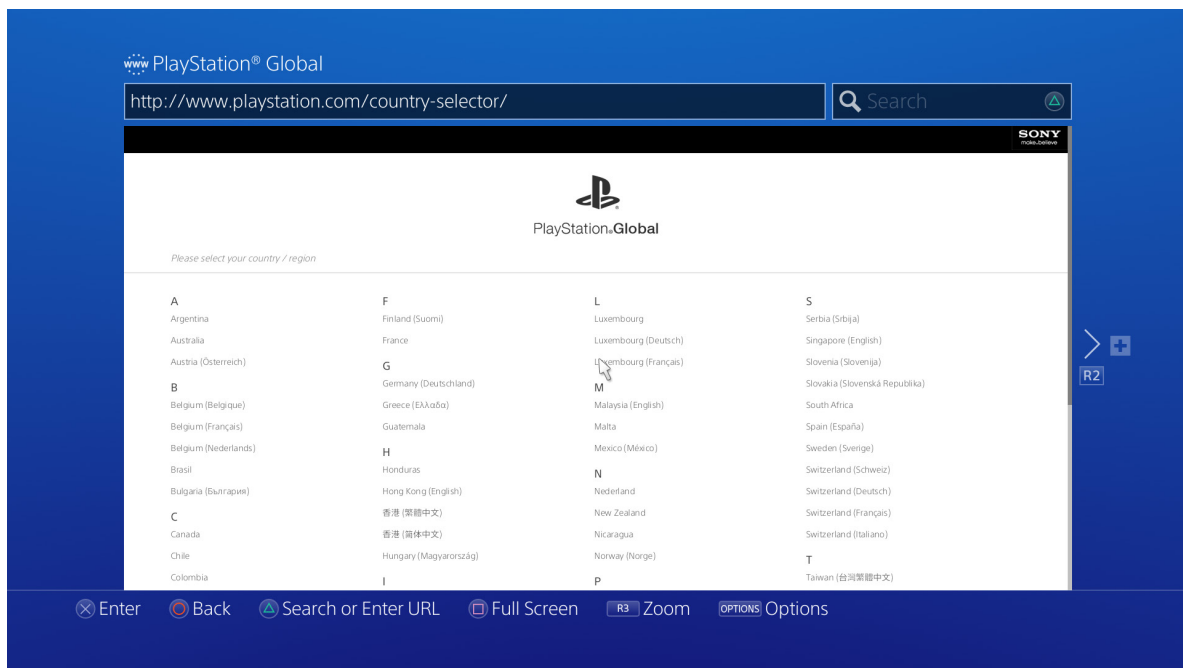 www PlayStation® Global
http://www.playstation.com/country-selector/
Search
SONY
make.believe
PlayStation®Global
Please select your country / region
A
Argentina
Australia
Austria (Österreich)
B
Belgium (Belgique)
Belgium (Français)
Belgium (Nederlands)
Brasil
Bulgaria (България)
C
Canada
Chile
Colombia
F
Finland (Suomi)
France
G
Germany (Deutschland)
Greece (Ελλαδα)
Guatemala
H
Honduras
Hong Kong (English)
香港 (繁體中文)
香港 (简体中文)
Hungary (Magyarország)
I
L
Luxembourg
Luxembourg (Deutsch)
Luxembourg (Français)
M
Malaysia (English)
Malta
Mexico (México)
N
Nederland
New Zealand
Nicaragua
Norway (Norge)
P
S
Serbia (Srbija)
Singapore (English)
Slovenia (Slovenija)
Slovakia (Slovenská Republika)
South Africa
Spain (España)
Sweden (Sverige)
Switzerland (Schweiz)
Switzerland (Deutsch)
Switzerland (Français)
Switzerland (Italiano)
T
Taiwan (台灣繁體中文)
R2
Enter Back Search or Enter URL Full Screen R3 Zoom OPTIONS Options